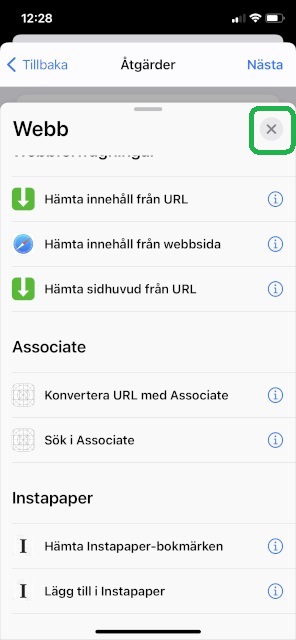 12:28
Tillbaka
Åtgärder
Nästa
Webb
Webbförfrågningar
Hämta innehåll från URL
Hämta innehåll från webbsida
Hämta sidhuvud från URL
Associate
Konvertera URL med Associate
Sök i Associate
Instapaper
I Hämta Instapaper-bokmärken
I Lägg till i Instapaper